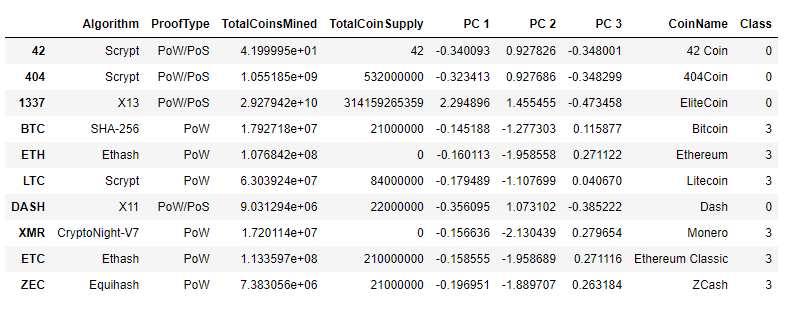 Algorithm ProofType TotalCoinsMined TotalCoinSupply PC 1 PC 2 PC 3 CoinName Class
42 Scrypt PoW/PoS 4.199995e+01 42 -0.340093 0.927826 -0.348001 42 Coin 0
404 Scrypt PoW/PoS 1.055185e+09 532000000 -0.323413 0.927686 -0.348299 404Coin 0
1337 X13 PoW/PoS 2.927942e+10 314159265359 2.294896 1.455455 -0.473458 EliteCoin 0
BTC SHA-256 PoW 1.792718e+07 21000000 -0.145188 -1.277303 0.115877 Bitcoin 3
ETH Ethash PoW 1.076842e+08 0 -0.160113 -1.958558 0.271122 Ethereum 3
LTC Scrypt PoW 6.303924e+07 84000000 -0.179489 -1.107699 0.040670 Litecoin 3
DASH X11 PoW/PoS 9.031294e+06 22000000 -0.356095 1.073102 -0.385222 Dash 0
XMR CryptoNight-V7 PoW 1.720114e+07 0 -0.156636 -2.130439 0.279654 Monero 3
ETC Ethash PoW 1.133597e+08 210000000 -0.158555 -1.958689 0.271116 Ethereum Classic 3
ZEC Equihash PoW 7.383056e+06 21000000 -0.196951 -1.889707 0.263184 ZCash 3